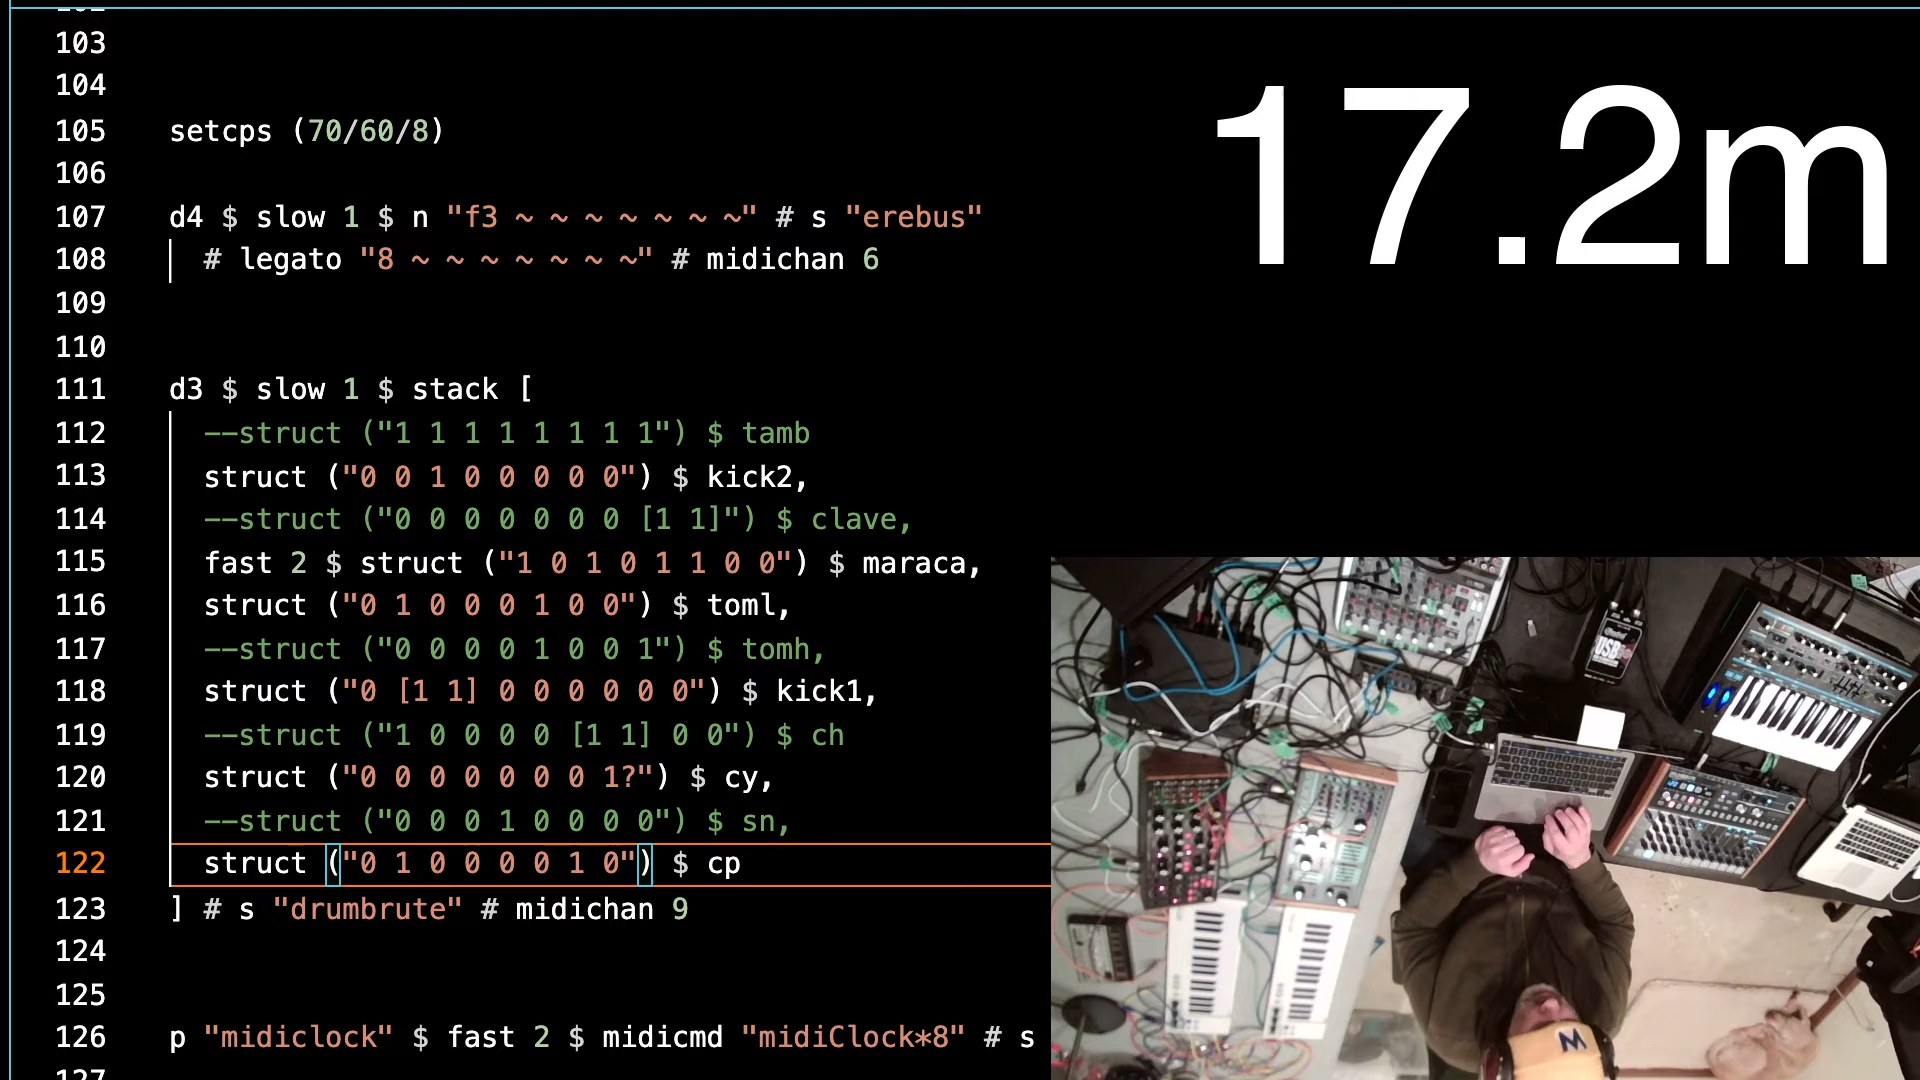 103
104
105 setcps (70/60/8)
106
107 d4 $ slow 1 $ n "f3 ~ ~ ~ ~ ~ ~ ~" # s "erebus"
108 # legato "8 ~ ~ ~ ~ ~ ~ ~" # midichan 6
109
110
111 d3 $ slow 1 $ stack [
112 --struct ("1 1 1 1 1 1 1 1") $ tamb
113 struct ("0 0 1 0 0 0 0 0") $ kick2,
114 --struct ("0 0 0 0 0 0 0 [1 1]") $ clave,
115 fast 2 $ struct ("1 0 1 0 1 1 0 0") $ maraca,
116 struct ("0 1 0 0 0 1 0 0") $ toml,
117 --struct ("0 0 0 0 1 0 0 1") $ tomh,
118 struct ("0 [1 1] 0 0 0 0 0 0") $ kick1,
119 --struct ("1 0 0 0 0 [1 1] 0 0") $ ch
120 struct ("0 0 0 0 0 0 0 1?") $ cy,
121 --struct ("0 0 0 1 0 0 0 0") $ sn,
122 struct ("0 1 0 0 0 0 1 0") $ cp
123 ] # s "drumbrute" # midichan 9
124
125
126 p "midiclock" $ fast 2 $ midicmd "midiClock*8" # s
17.2m
USB
M